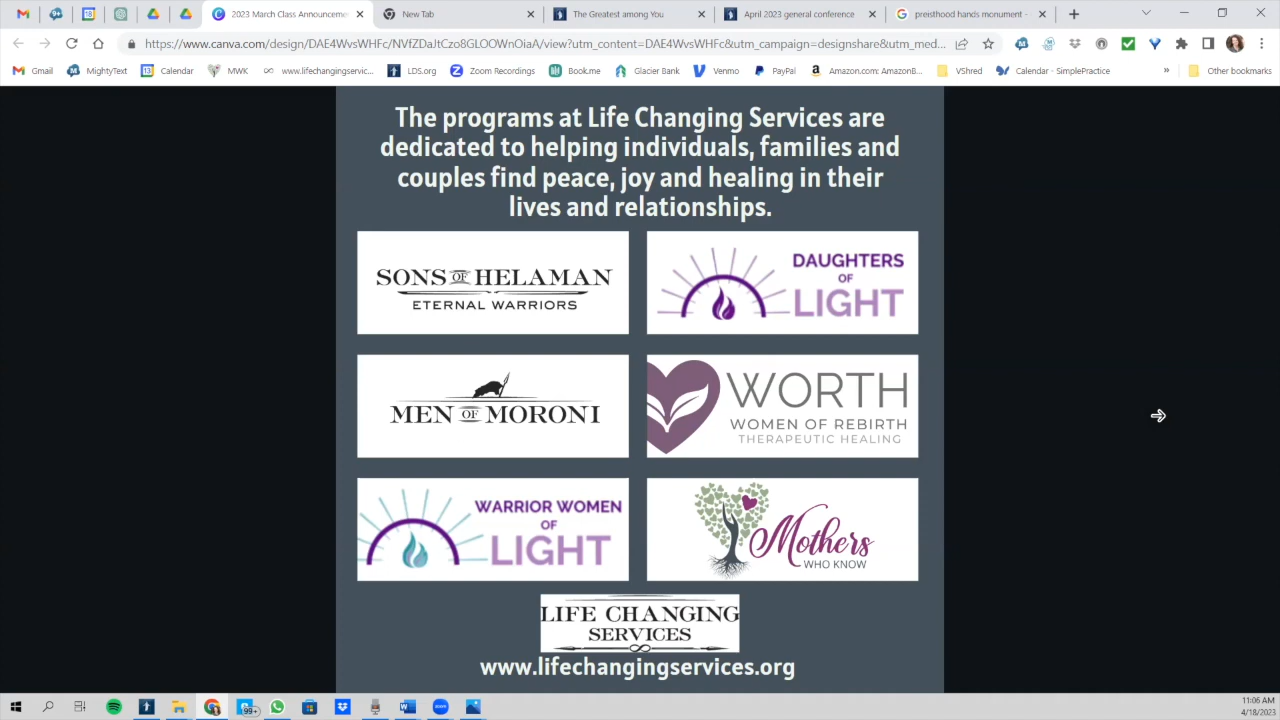 2023 March Class Announceme
New Tab
The Greatest among You
April 2023 general conference
preisthood hands monument -
Gmail
MightyText
Calendar
MWK
www.lifechangingservic...
LDS.org
Zoom Recordings
Book.me
Glacier Bank
Venmo
PayPal
Amazon.com: AmazonB...
VShred
Calendar - SimplePractice
»
Other bookmarks
The programs at Life Changing Services are
dedicated to helping individuals, families and
couples find peace, joy and healing in their
lives and relationships.
SONS OF HELAMAN
ETERNAL WARRIORS
DAUGHTERS
OF
LIGHT
MEN OF MORONI
WORTH
WOMEN OF REBIRTH
THERAPEUTIC HEALING
WARRIOR WOMEN
OF
LIGHT
Mothers
WHO KNOW
LIFE CHANGING
SERVICES
www.lifechangingservices.org
99+
11:06 AM
4/18/2023